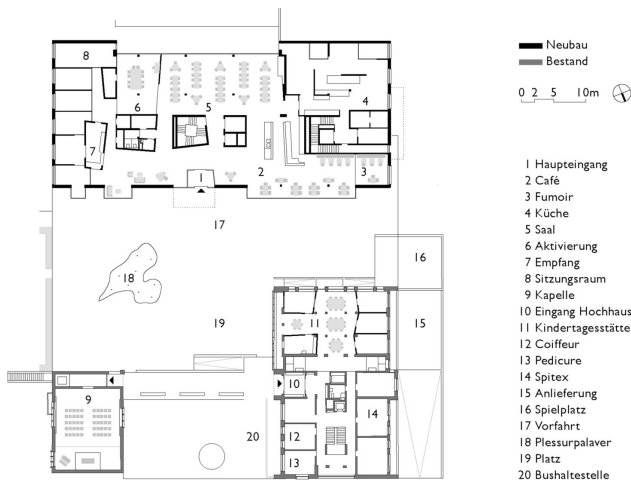 Neubau
Bestand
0 2 5 10m
1 Haupteingang
2 Café
3 Fumoir
4 Küche
5 Saal
6 Aktivierung
7 Empfang
8 Sitzungsraum
9 Kapelle
10 Eingang Hochhaus
11 Kindertagesstätte
12 Coiffeur
13 Pedicure
14 Spitex
15 Anlieferung
16 Spielplatz
17 Vorfahrt
18 Plessurpalaver
19 Platz
20 Bushaltestelle
8
6
5
4
7
1
2
3
17
16
18
19
11
15
9
10
14
20
12
13